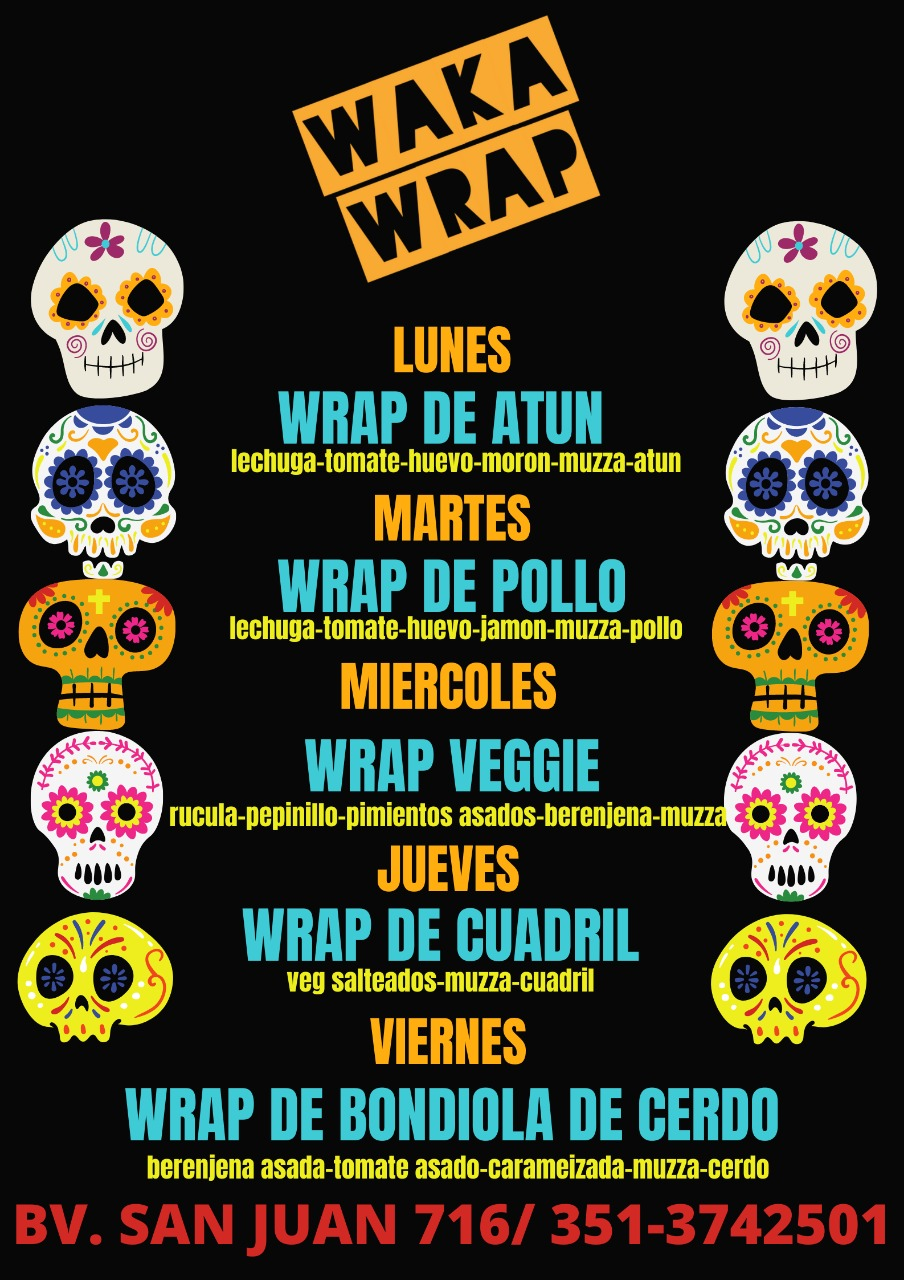 WAKA
WRAP
LUNES
WRAP DE ATUN
lechuga-tomate-huevo-moron-muzza-atun
MARTES
WRAP DE POLLO
lechuga-tomate-huevo-jamon-muzza-pollo
MIERCOLES
WRAP VEGGIE
rucula-pepinillo-pimientos asados-berenjena-muzza
JUEVES
WRAP DE CUADRIL
veg salteados-muzza-cuadril
VIERNES
WRAP DE BONDIOLA DE CERDO
berenjena asada-tomate asado-carameizada-muzza-cerdo
BV. SAN JUAN 716/ 351-3742501